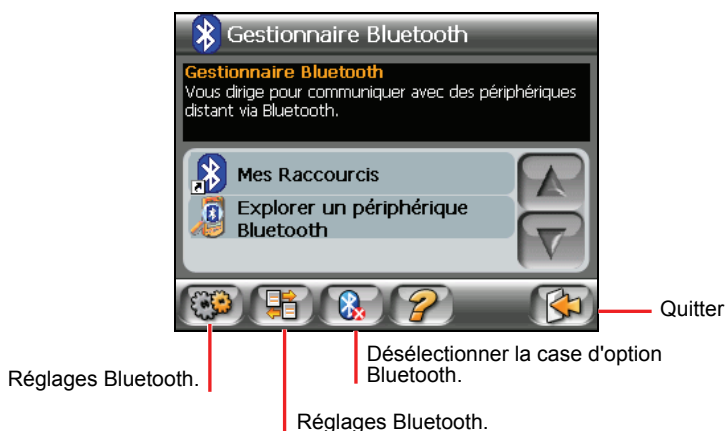 Gestionnaire Bluetooth
Gestionnaire Bluetooth
Vous dirige pour communiquer avec des périphériques
distant via Bluetooth.
Mes Raccourcis
Explorer un périphérique
Bluetooth
Quitter
Désélectionner la case d'option
Bluetooth.
Réglages Bluetooth.
Réglages Bluetooth.